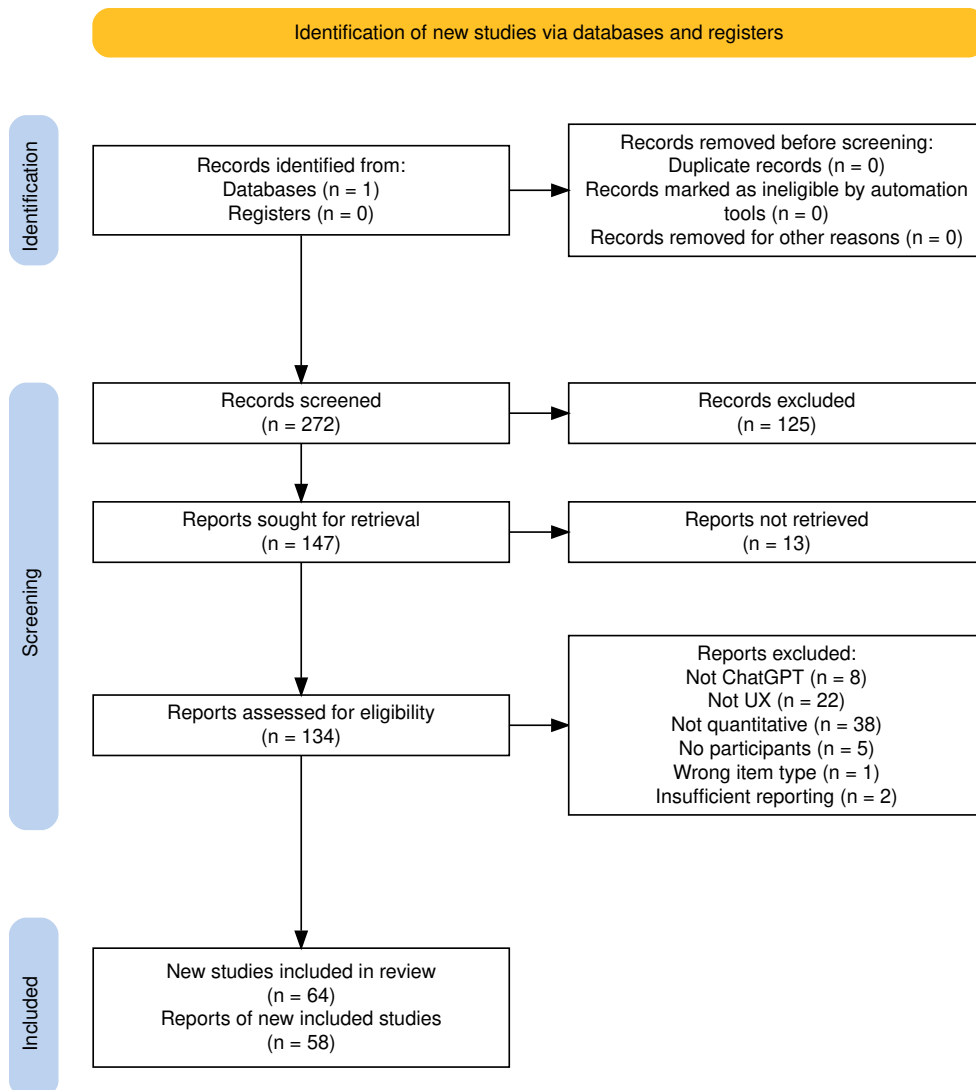 Identification of new studies via databases and registers
Identification
Records identified from:
Databases (n = 1)
Registers (n = 0)
Records removed before screening:
Duplicate records (n = 0)
Records marked as ineligible by automation
tools (n = 0)
Records removed for other reasons (n = 0)
Screening
Records screened
(n = 272)
Records excluded
(n = 125)
Reports sought for retrieval
(n = 147)
Reports not retrieved
(n = 13)
Reports assessed for eligibility
(n = 134)
Reports excluded:
Not ChatGPT (n = 8)
Not UX (n = 22)
Not quantitative (n = 38)
No participants (n = 5)
Wrong item type (n = 1)
Insufficient reporting (n = 2)
Included
New studies included in review
(n = 64)
Reports of new included studies
(n = 58)